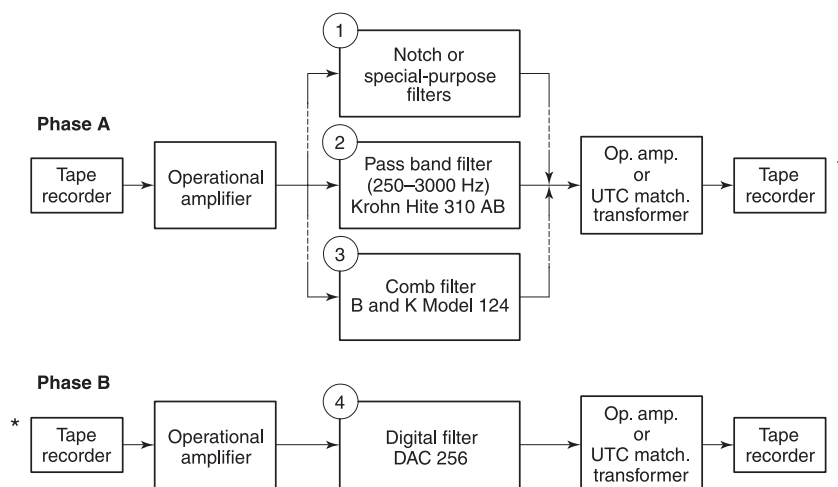 1
Notch or
special-purpose
filters
Phase A
Tape
recorder
Operational
amplifier
2
Pass band filter
(250–3000 Hz)
Krohn Hite 310 AB
Op. amp.
or
UTC match.
transformer
Tape
recorder
3
Comb filter
B and K Model 124
Phase B
*
Tape
recorder
Operational
amplifier
4
Digital filter
DAC 256
Op. amp.
or
UTC match.
transformer
Tape
recorder